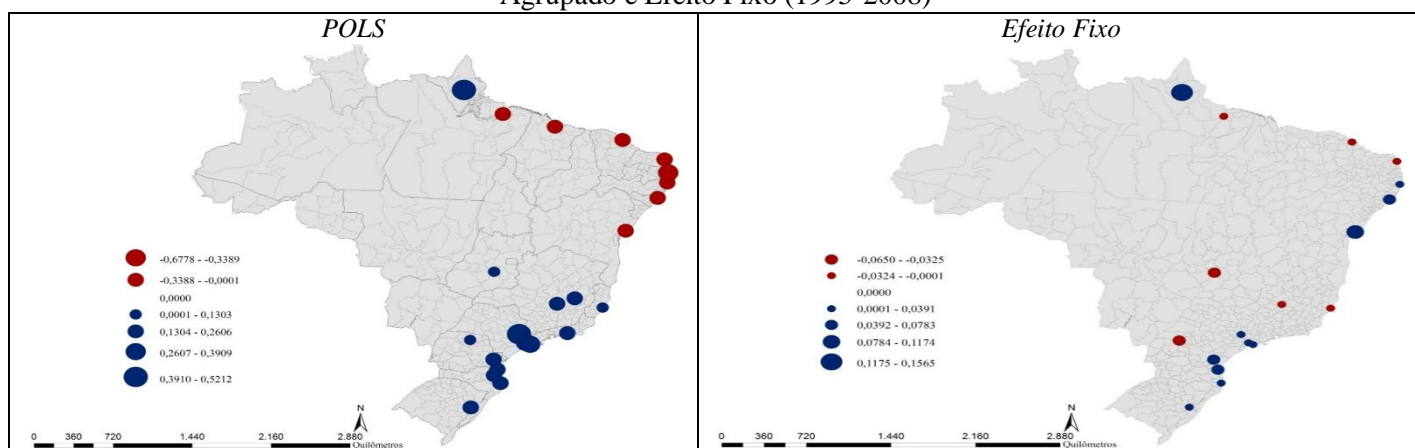 Agrupado e Efeito Fixo (1995-2008)
POLS
-0,6778 - -0,3389
-0,3388 - -0,0001
0,0000
0,0001 - 0,1303
0,1304 - 0,2606
0,2607 - 0,3909
0,3910 - 0,5212
N
0 360 720 1.440 2.160 2.880
Quilômetros
Efeito Fixo
-0,0650 - -0,0325
-0,0324 - -0,0001
0,0000
0,0001 - 0,0391
0,0392 - 0,0783
0,0784 - 0,1174
0,1175 - 0,1565
N
0 360 720 1.440 2.160 2.880
Quilômetros